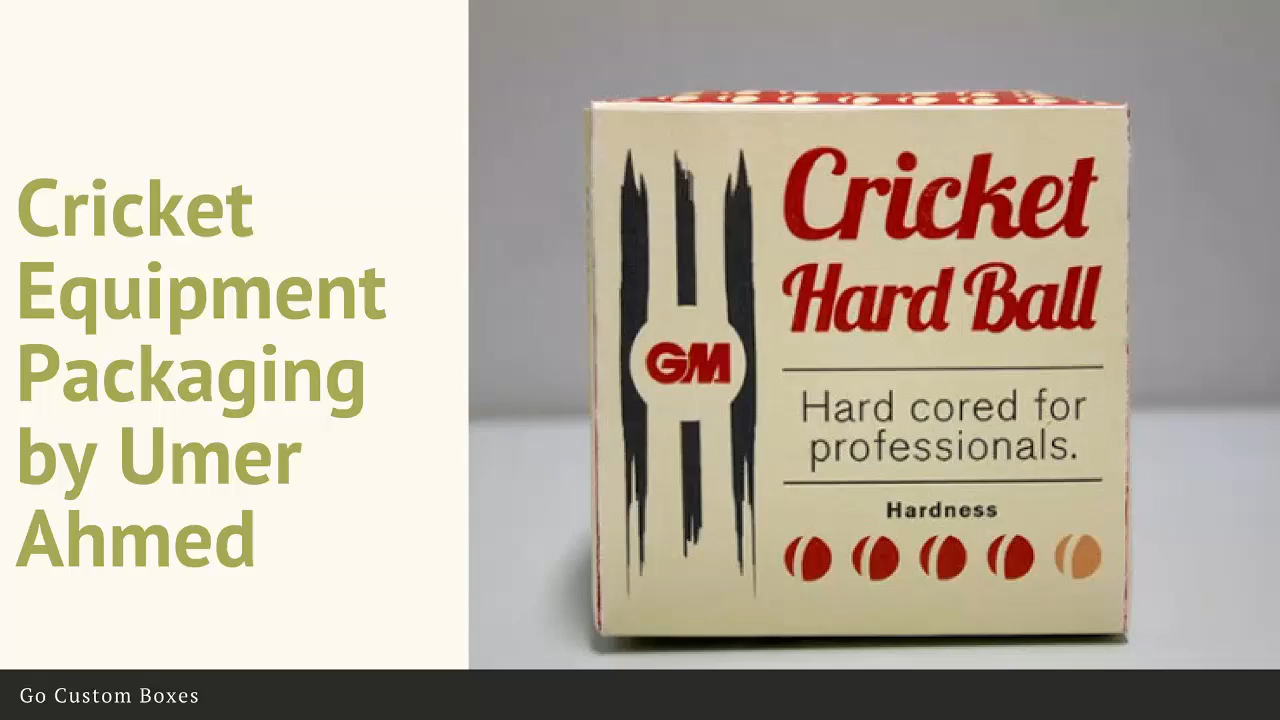 Cricket
Equipment
Packaging
by Umer
Ahmed
Cricket
Hard Ball
GM
Hard cored for
professionals.
Hardness
Go Custom Boxes